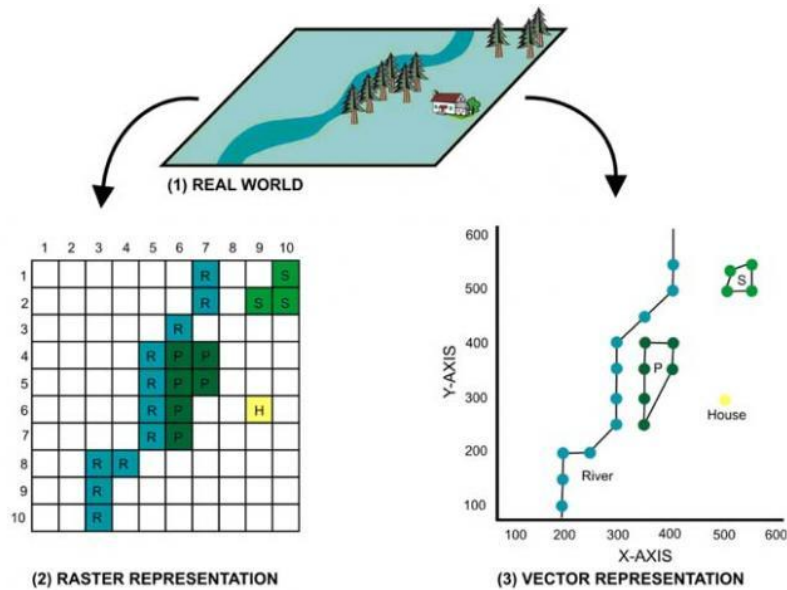 (1) REAL WORLD
1 2 3 4 5 6 7 8 9 10
1 R S
2 R S S
3 R
4 R P P
5 R P P
6 R P H
7 R P
8 R R
9 R
10 R
(2) RASTER REPRESENTATION
600
500
400
300
200
100
Y-AXIS
S
P
House
River
100 200 300 400 500 600
X-AXIS
(3) VECTOR REPRESENTATION